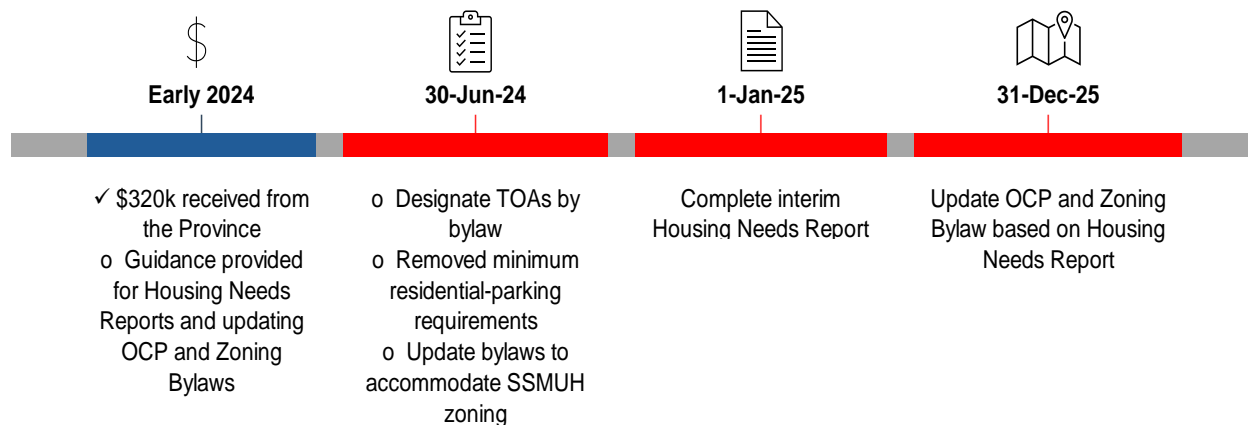 Early 2024
✓ $320k received from
the Province
o Guidance provided
for Housing Needs
Reports and updating
OCP and Zoning
Bylaws
30-Jun-24
o Designate TOAs by
bylaw
o Removed minimum
residential-parking
requirements
o Update bylaws to
accommodate SSMUH
zoning
1-Jan-25
Complete interim
Housing Needs Report
31-Dec-25
Update OCP and Zoning
Bylaw based on Housing
Needs Report